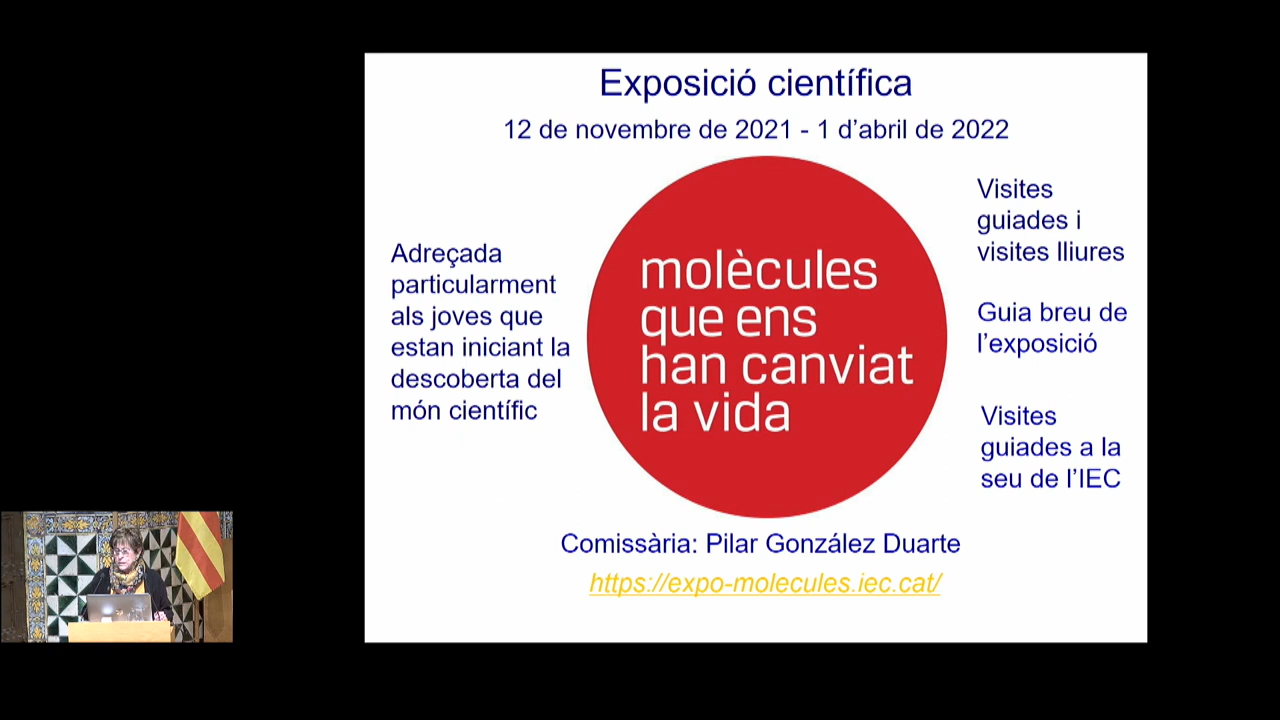 Exposició científica
12 de novembre de 2021 - 1 d'abril de 2022
Adreçada
particularment
als joves que
estan iniciant la
descoberta del
món científic
molècules
que ens
han canviat
la vida
Visites
guiades i
visites lliures
Guia breu de
l'exposició
Visites
guiades a la
seu de l'IEC
Comissària: Pilar González Duarte
https://expo-molecules.iec.cat/